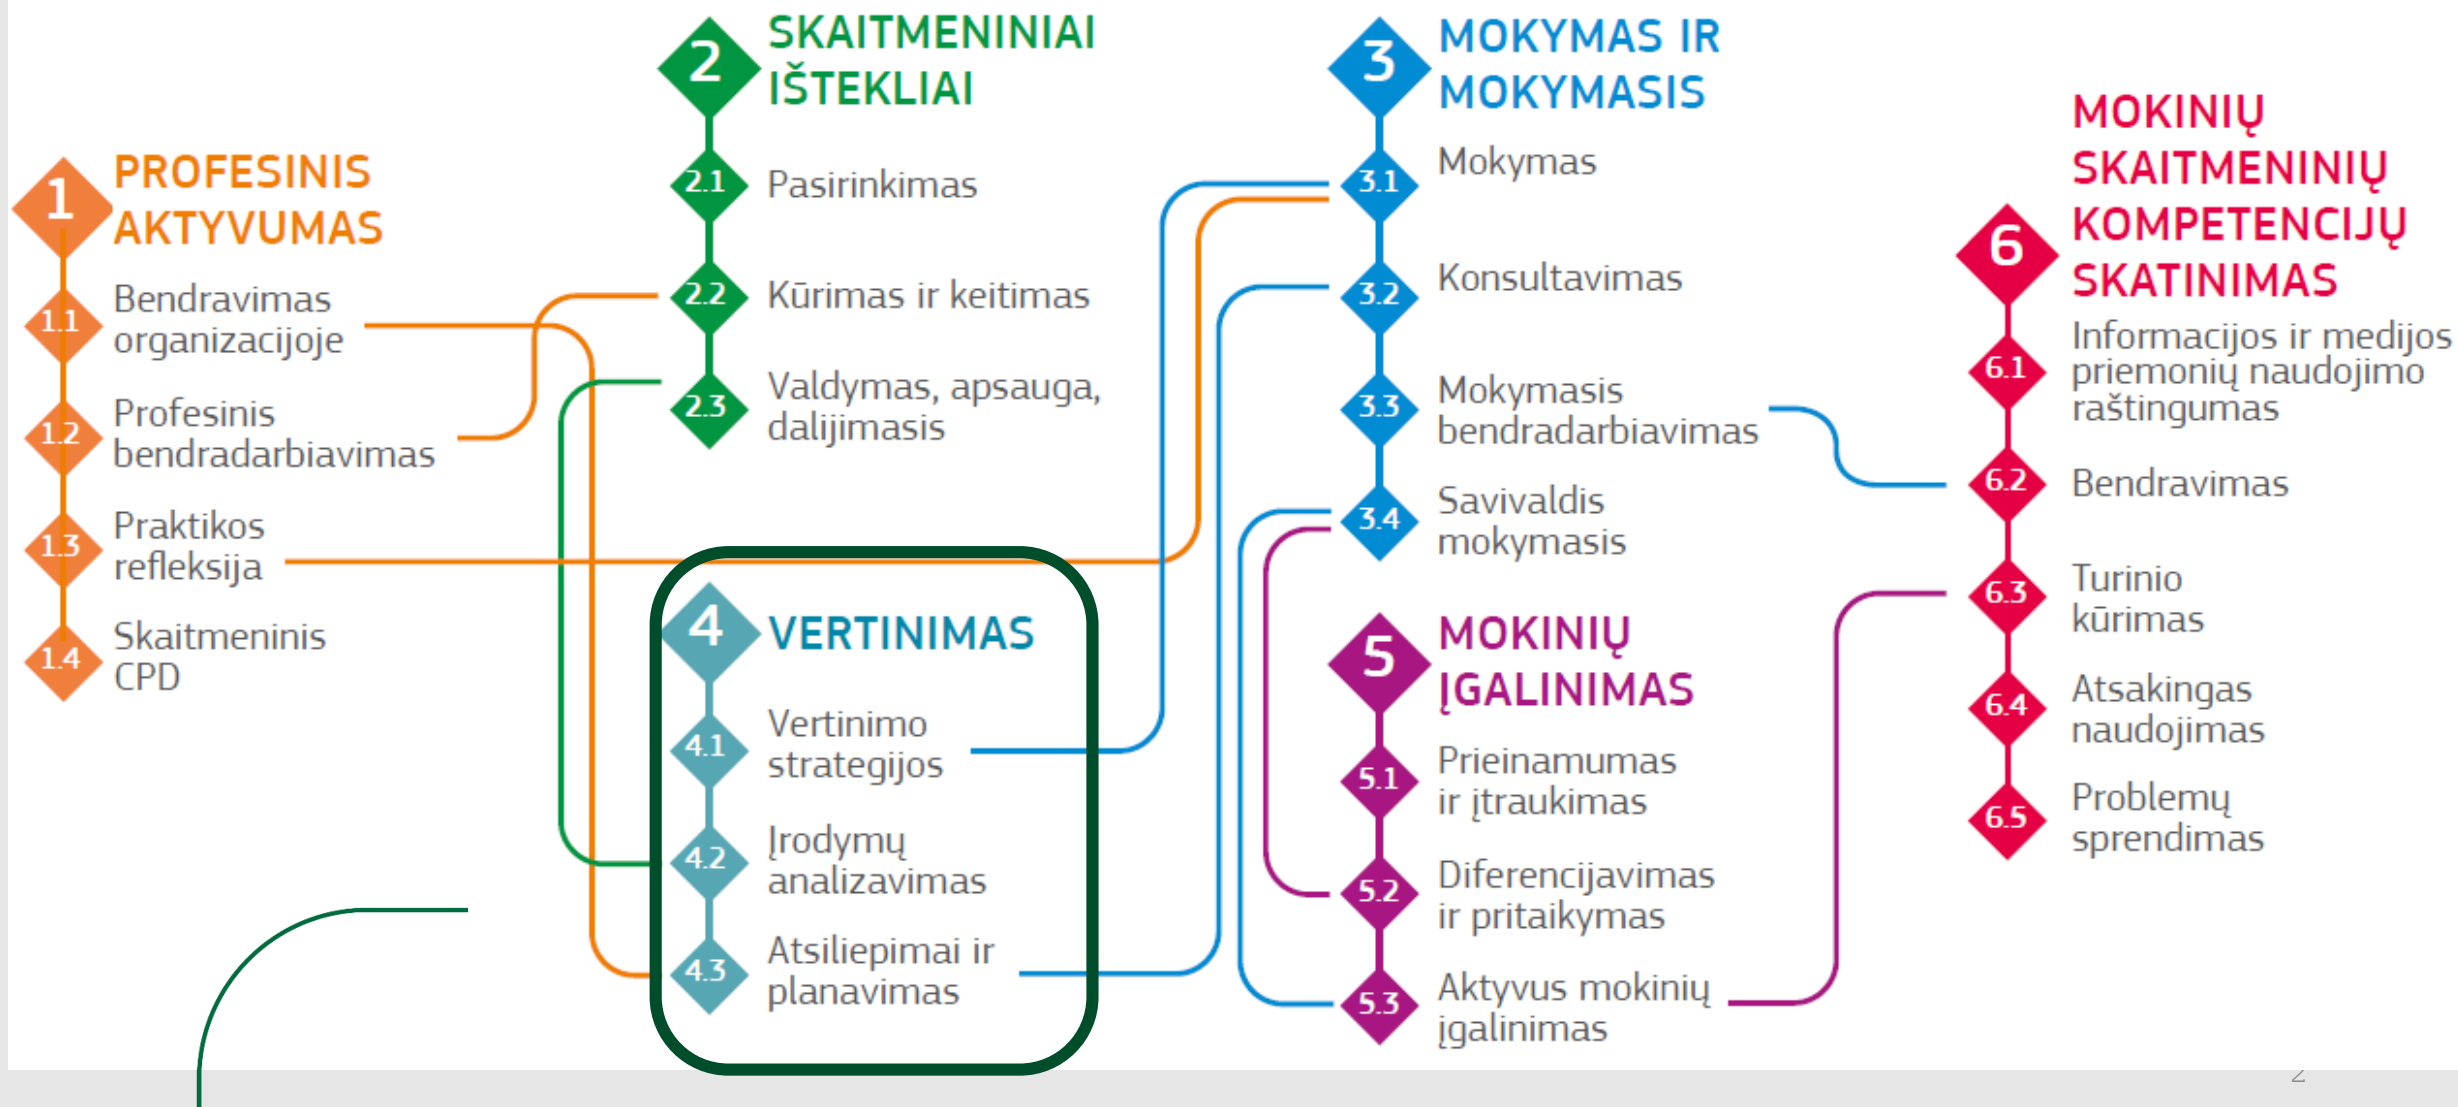 1
PROFESINIS
AKTYVUMAS
1.1
Bendravimas
organizacijoje
1.2
Profesinis
bendradarbiavimas
1.3
Praktikos
refleksija
1.4
Skaitmeninis
CPD
2
SKAITMENINIAI
IŠTEKLIAI
2.1
Pasirinkimas
2.2
Kūrimas ir keitimas
2.3
Valdymas, apsauga,
dalijimasis
3
MOKYMAS IR
MOKYMASIS
3.1
Mokymas
3.2
Konsultavimas
3.3
Mokymasis
bendradarbiavimas
3.4
Savivaldis
mokymasis
4
VERTINIMAS
4.1
Vertinimo
strategijos
4.2
Įrodymų
analizavimas
4.3
Atsiliepimai ir
planavimas
5
MOKINIŲ
ĮGALINIMAS
5.1
Prieinamumas
ir įtraukimas
5.2
Diferencijavimas
ir pritaikymas
5.3
Aktyvus mokinių
įgalinimas
6
MOKINIŲ
SKAITMENINIŲ
KOMPETENCIJŲ
SKATINIMAS
6.1
Informacijos ir medijos
priemonių naudojimo
raštingumas
6.2
Bendravimas
6.3
Turinio
kūrimas
6.4
Atsakingas
naudojimas
6.5
Problemų
sprendimas
2